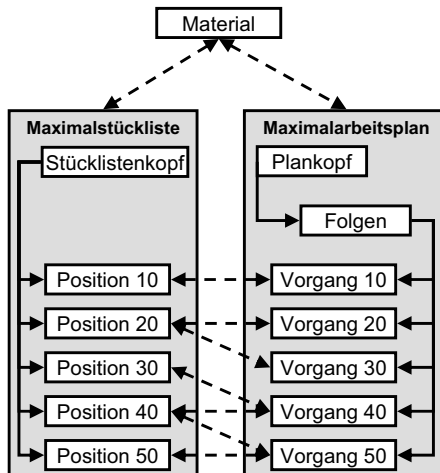 Material
Maximalstückliste
Maximalarbeitsplan
Stücklistenkopf
Plankopf
Folgen
Position 10
Vorgang 10
Position 20
Vorgang 20
Position 30
Vorgang 30
Position 40
Vorgang 40
Position 50
Vorgang 50